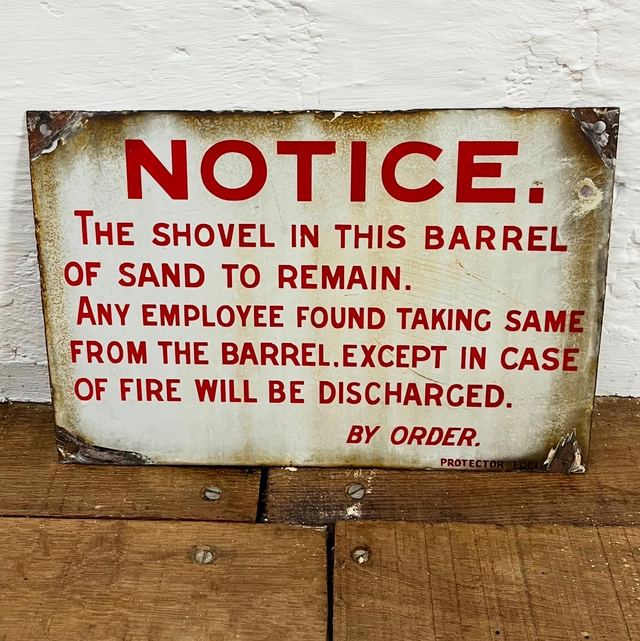 NOTICE.
THE SHOVEL IN THIS BARREL
OF SAND TO REMAIN.
ANY EMPLOYEE FOUND TAKING SAME
FROM THE BARREL.EXCEPT IN CASE
OF FIRE WILL BE DISCHARGED.
BY ORDER.
PROTECTOR